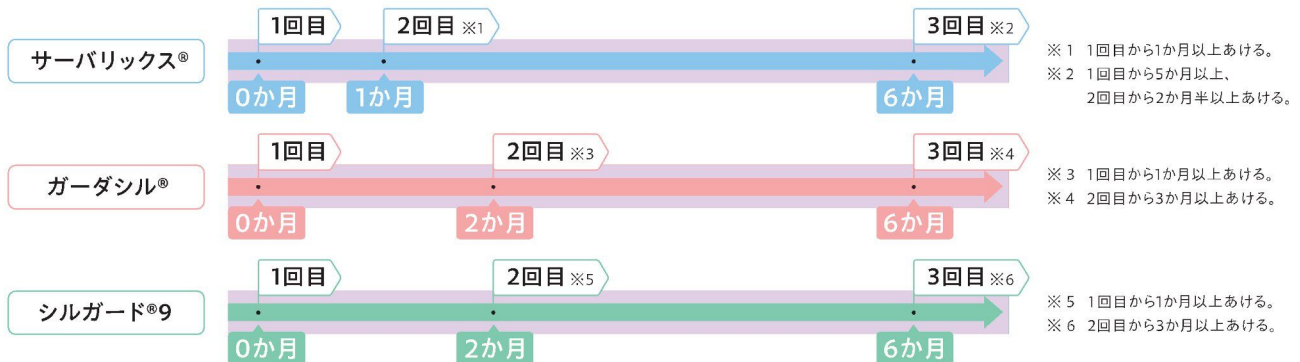 サーバリックス®
1回目
2回目 ※1
3回目 ※2
0か月
1か月
6か月
※1 1回目から1か月以上あける。
※2 1回目から5か月以上、
2回目から2か月半以上あける。
ガーダシル®
1回目
2回目 ※3
3回目 ※4
0か月
2か月
6か月
※3 1回目から1か月以上あける。
※4 2回目から3か月以上あける。
シルガード®9
1回目
2回目 ※5
3回目 ※6
0か月
2か月
6か月
※5 1回目から1か月以上あける。
※6 2回目から3か月以上あける。